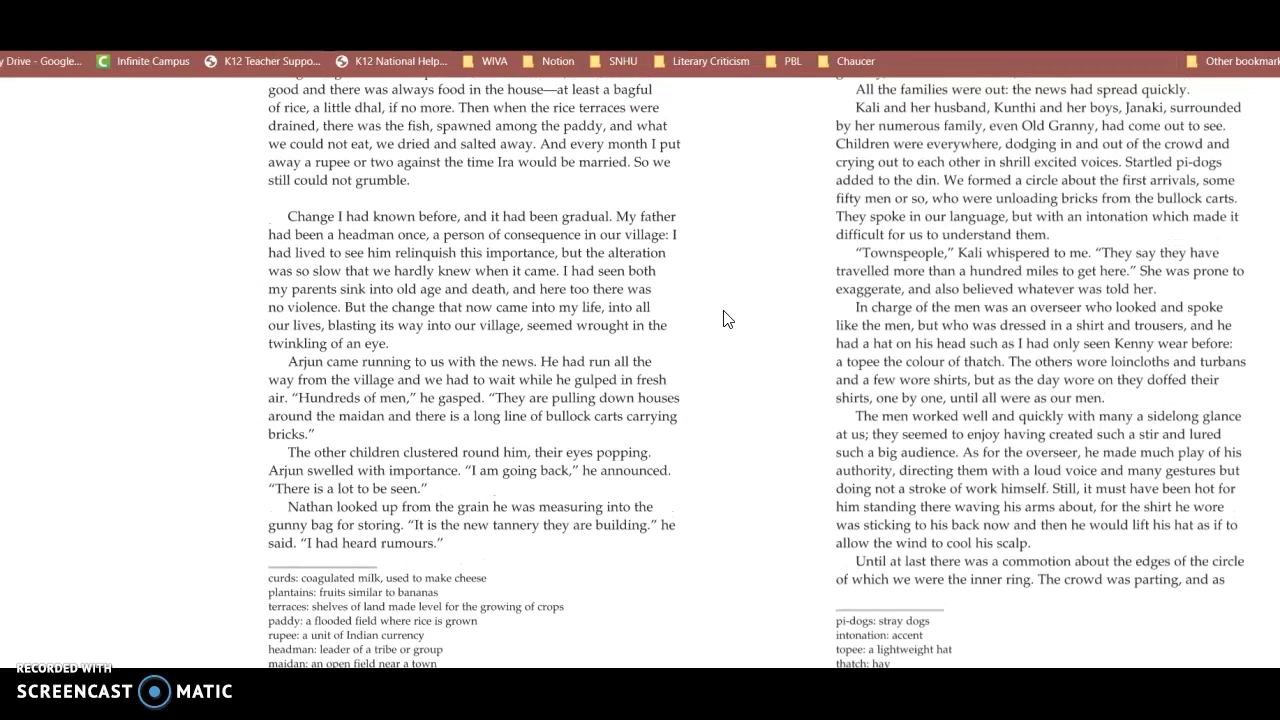 y Drive - Google...
Infinite Campus
K12 Teacher Suppo...
K12 National Help...
WIVA
Notion
SNHU
Literary Criticism
PBL
Chaucer
Other bookmark
good and there was always food in the house—at least a bagful
of rice, a little dhal, if no more. Then when the rice terraces were
drained, there was the fish, spawned among the paddy, and what
we could not eat, we dried and salted away. And every month I put
away a rupee or two against the time Ira would be married. So we
still could not grumble.
Change I had known before, and it had been gradual. My father
had been a headman once, a person of consequence in our village: I
had lived to see him relinquish this importance, but the alteration
was so slow that we hardly knew when it came. I had seen both
my parents sink into old age and death, and here too there was
no violence. But the change that now came into my life, into all
our lives, blasting its way into our village, seemed wrought in the
twinkling of an eye.
Arjun came running to us with the news. He had run all the
way from the village and we had to wait while he gulped in fresh
air. “Hundreds of men,” he gasped. “They are pulling down houses
around the maidan and there is a long line of bullock carts carrying
bricks.”
The other children clustered round him, their eyes popping.
Arjun swelled with importance. “I am going back,” he announced.
“There is a lot to be seen.”
Nathan looked up from the grain he was measuring into the
gunny bag for storing. “It is the new tannery they are building.” he
said. “I had heard rumours.”
curds: coagulated milk, used to make cheese
plantains: fruits similar to bananas
terraces: shelves of land made level for the growing of crops
paddy: a flooded field where rice is grown
rupee: a unit of Indian currency
headman: leader of a tribe or group
maidan: an open field near a town
All the families were out: the news had spread quickly.
Kali and her husband, Kunthi and her boys, Janaki, surrounded
by her numerous family, even Old Granny, had come out to see.
Children were everywhere, dodging in and out of the crowd and
crying out to each other in shrill excited voices. Startled pi-dogs
added to the din. We formed a circle about the first arrivals, some
fifty men or so, who were unloading bricks from the bullock carts.
They spoke in our language, but with an intonation which made it
difficult for us to understand them.
“Townspeople,” Kali whispered to me. “They say they have
travelled more than a hundred miles to get here.” She was prone to
exaggerate, and also believed whatever was told her.
In charge of the men was an overseer who looked and spoke
like the men, but who was dressed in a shirt and trousers, and he
had a hat on his head such as I had only seen Kenny wear before:
a topee the colour of thatch. The others wore loincloths and turbans
and a few wore shirts, but as the day wore on they doffed their
shirts, one by one, until all were as our men.
The men worked well and quickly with many a sidelong glance
at us; they seemed to enjoy having created such a stir and lured
such a big audience. As for the overseer, he made much play of his
authority, directing them with a loud voice and many gestures but
doing not a stroke of work himself. Still, it must have been hot for
him standing there waving his arms about, for the shirt he wore
was sticking to his back now and then he would lift his hat as if to
allow the wind to cool his scalp.
Until at last there was a commotion about the edges of the circle
of which we were the inner ring. The crowd was parting, and as
pi-dogs: stray dogs
intonation: accent
topee: a lightweight hat
thatch: hay
RECORDED WITH
SCREENCAST MATIC